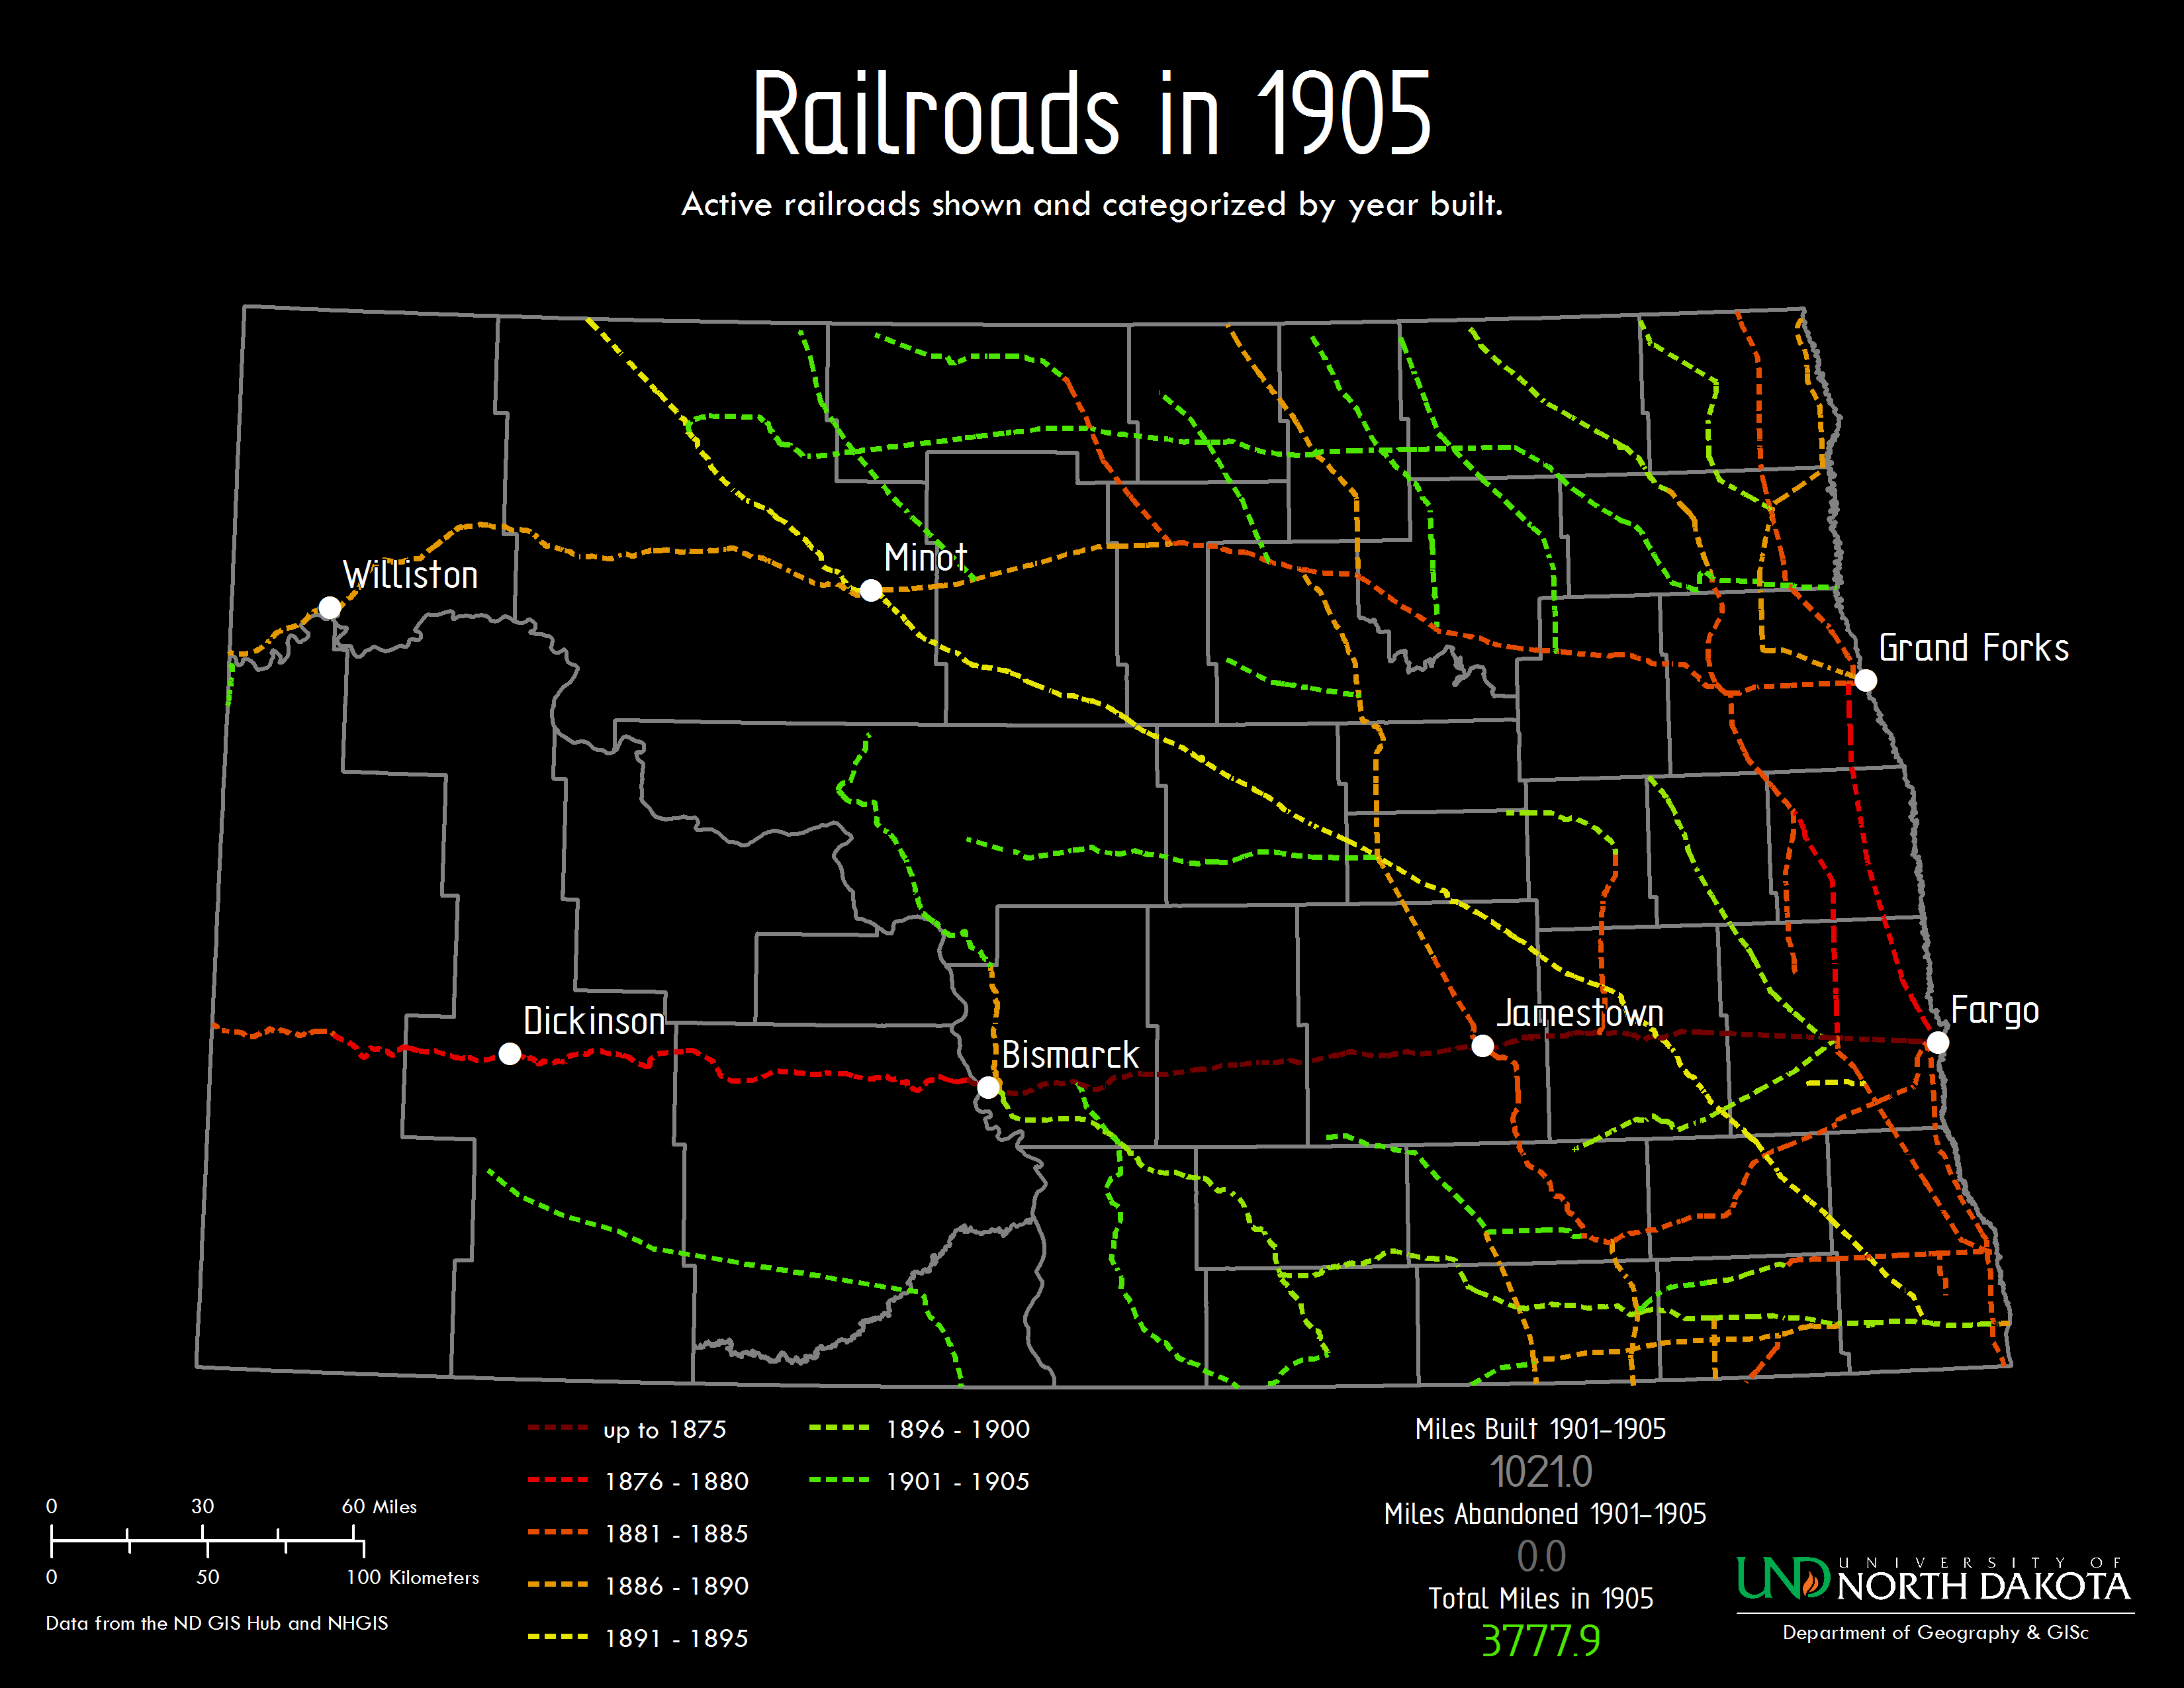 Railroads in 1905
Active railroads shown and categorized by year built.
Minot
Williston
Grand Forks
Dickinson
Jamestown
Fargo
Bismarck
up to 1875
1876 - 1880
1881 - 1885
1886 - 1890
1891 - 1895
1896 - 1900
1901 - 1905
Miles Built 1901-1905
1021.0
Miles Abandoned 1901-1905
0.0
Total Miles in 1905
3777.9
0 30 60 Miles
0 50 100 Kilometers
Data from the ND GIS Hub and NHGIS
UND
UNIVERSITY OF
NORTH DAKOTA
Department of Geography & GISc